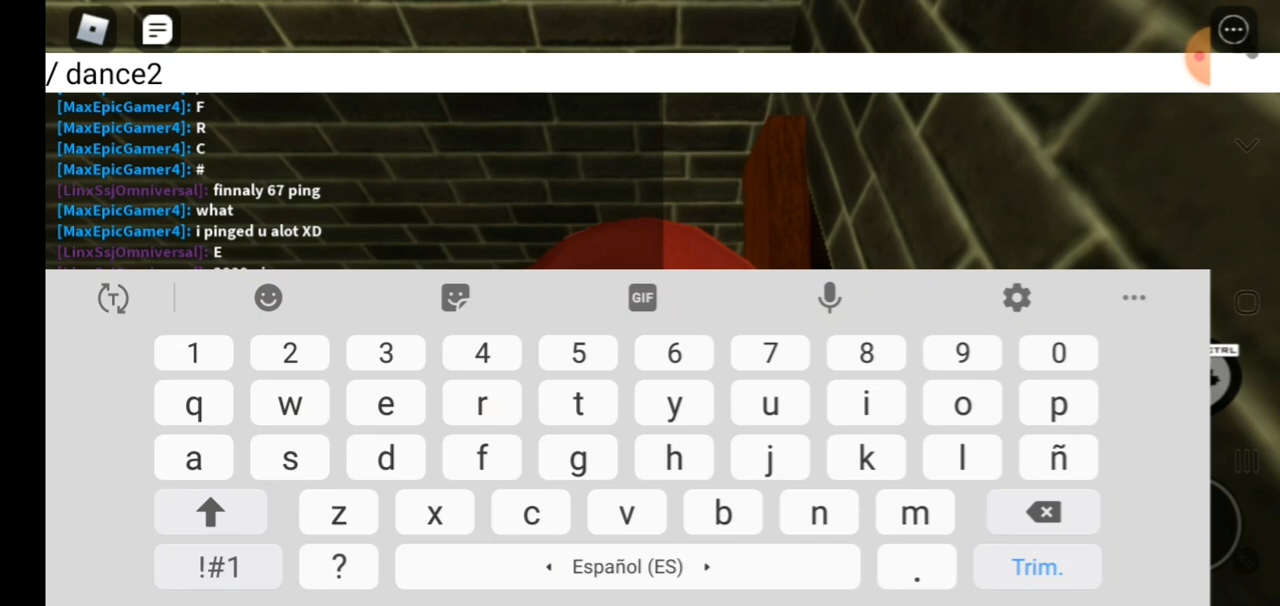 / dance2
[MaxEpicGamer4]: F
[MaxEpicGamer4]: R
[MaxEpicGamer4]: C
[MaxEpicGamer4]: #
[LinxSsjOmniversal]: finnaly 67 ping
[MaxEpicGamer4]: what
[MaxEpicGamer4]: i pinged u alot XD
[LinxSsjOmniversal]: E
T GIF
1 2 3 4 5 6 7 8 9 0
CTRL
q w e r t y u i o p
a s d f g h j k l ñ
z x c v b n m
!#1 ? Español (ES) . Trim.